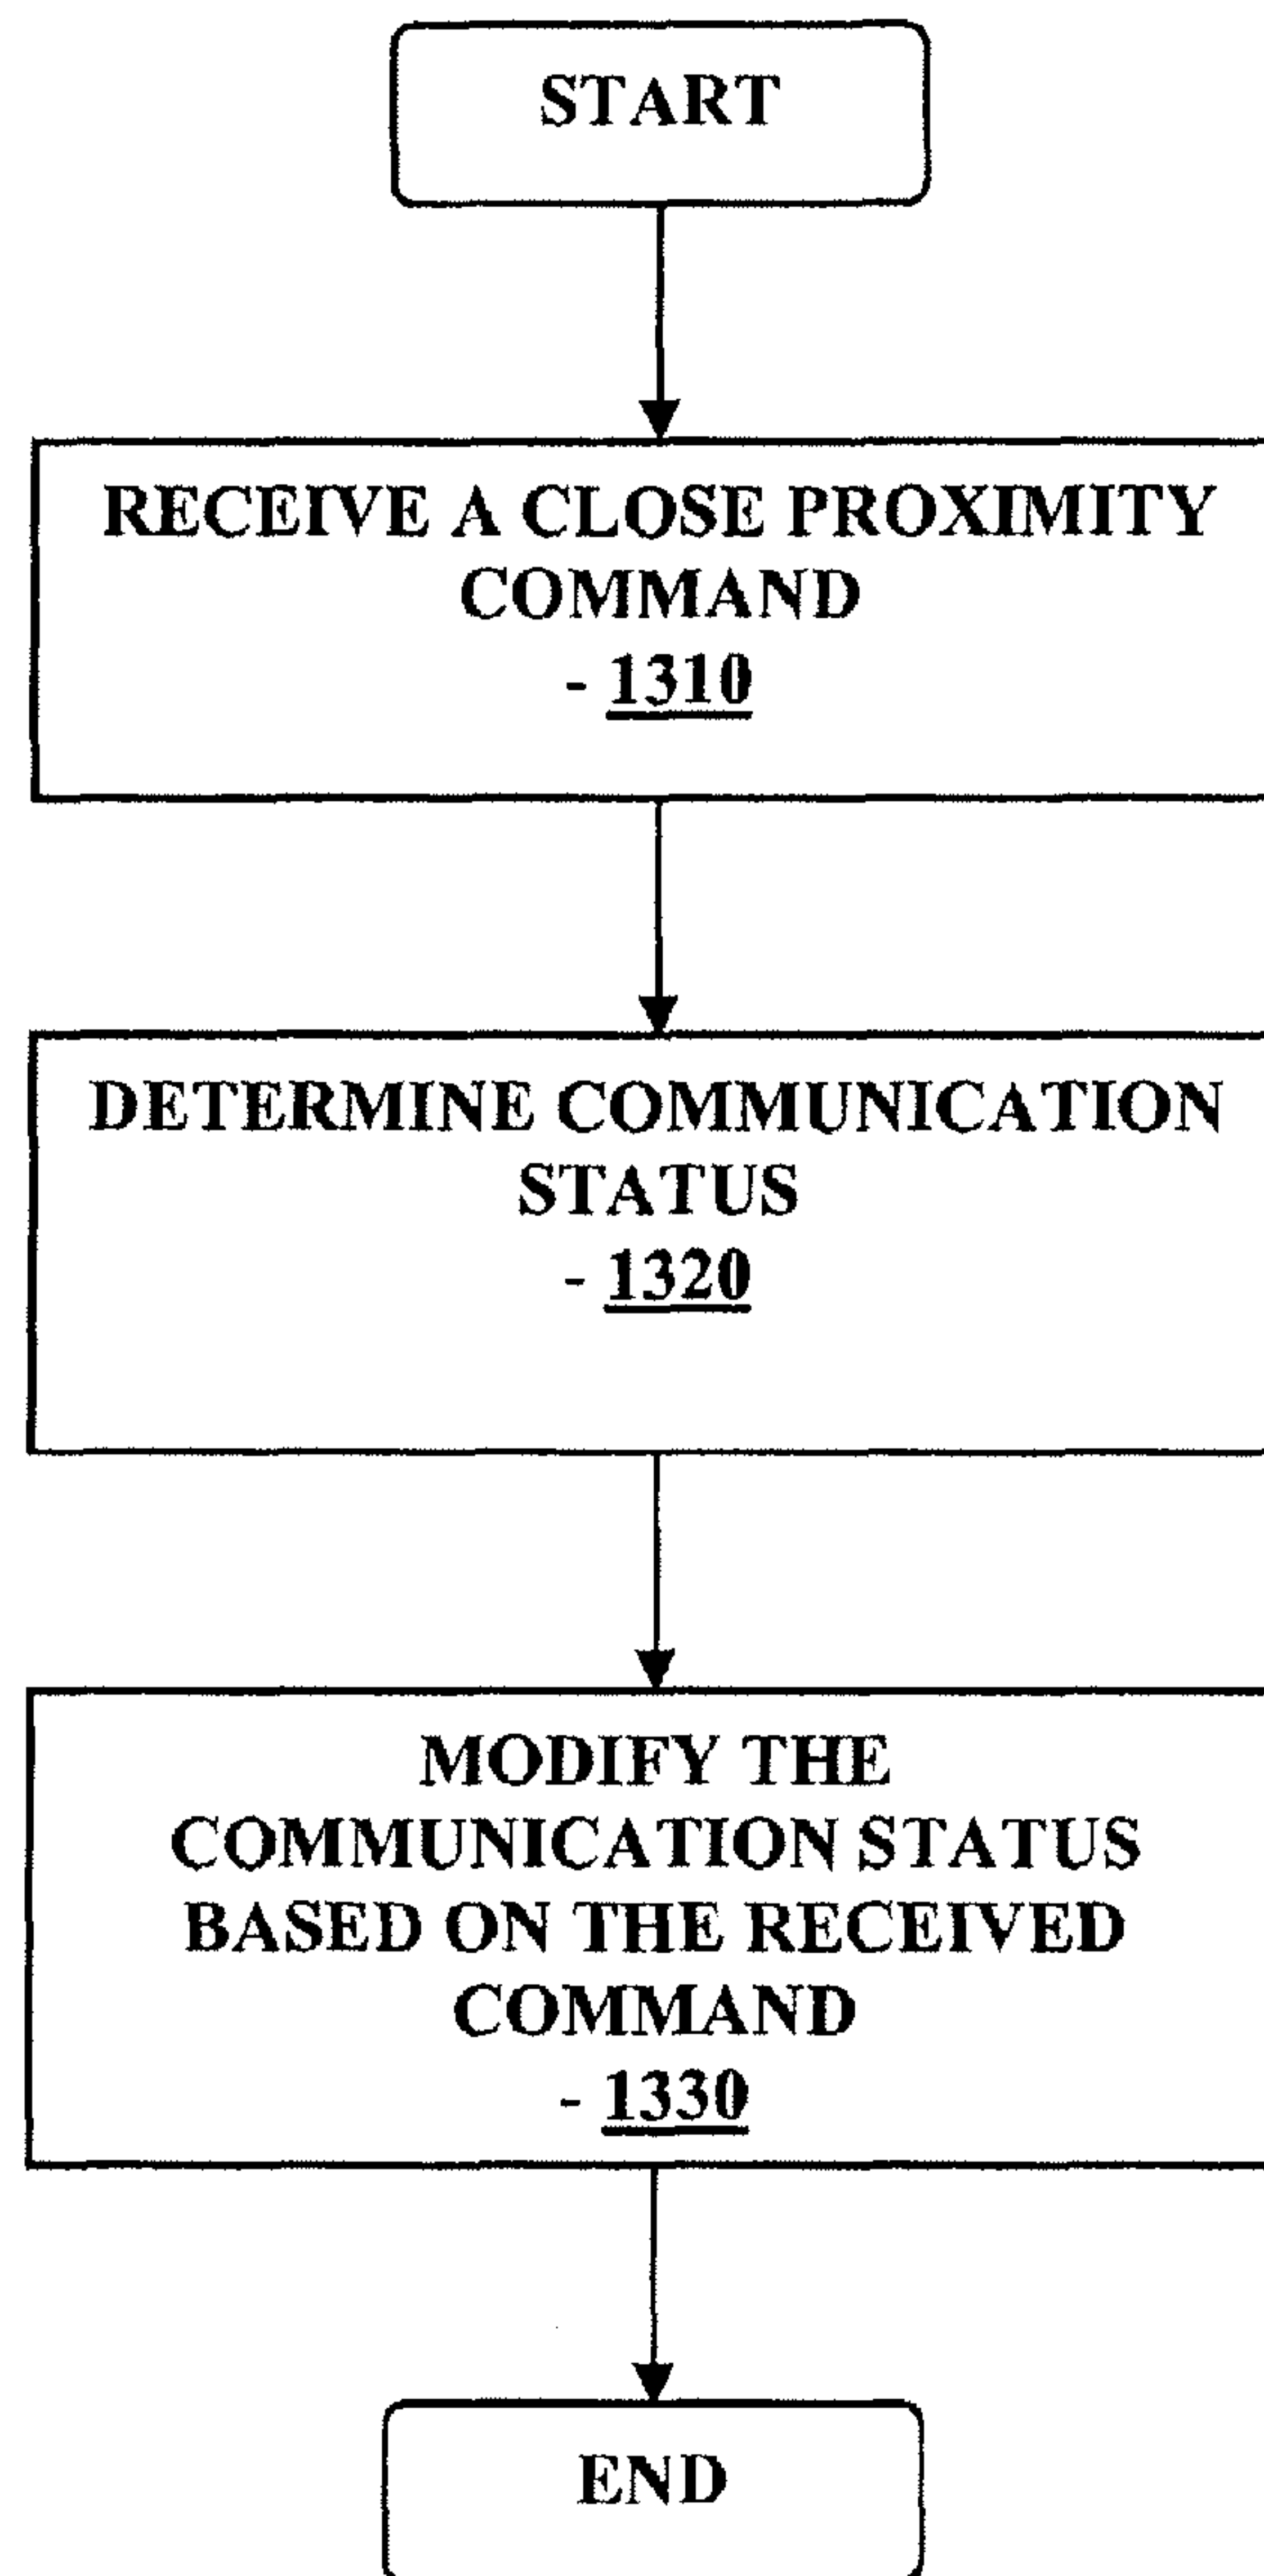 START
RECEIVE A CLOSE PROXIMITY
COMMAND
- 1310
DETERMINE COMMUNICATION
STATUS
- 1320
MODIFY THE
COMMUNICATION STATUS
BASED ON THE RECEIVED
COMMAND
- 1330
END